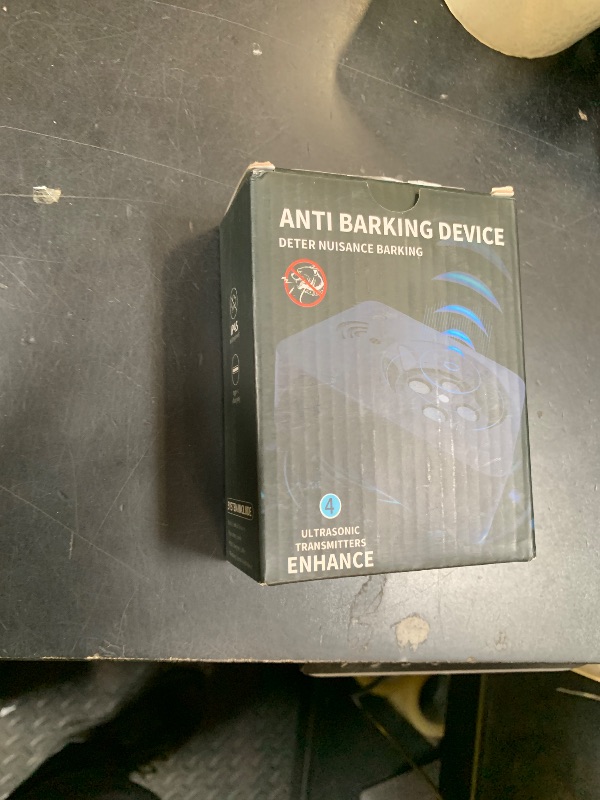 ANTI BARKING DEVICE
DETER NUISANCE BARKING
4
ULTRASONIC
TRANSMITTERS
ENHANCE